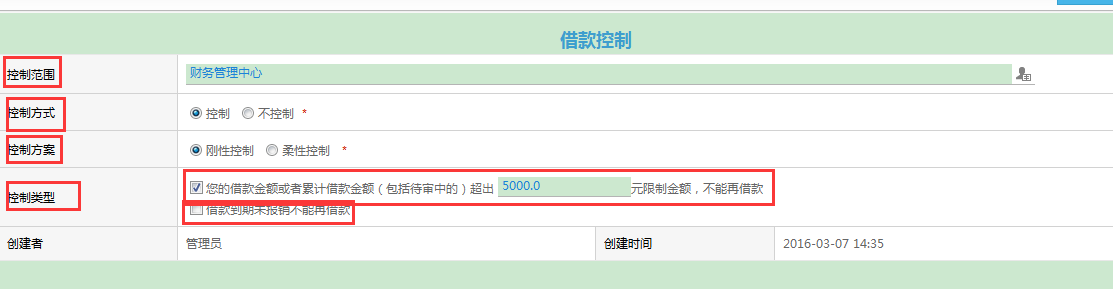 借款控制
控制范围
财务管理中心
控制方式
控制 不控制 *
控制方案
刚性控制 柔性控制 *
控制类型
您的借款金额或者累计借款金额（包括待审中的）超出 5000.0 元限制金额，不能再借款
借款到期未报销不能再借款
创建者 管理员 创建时间 2016-03-07 14:35